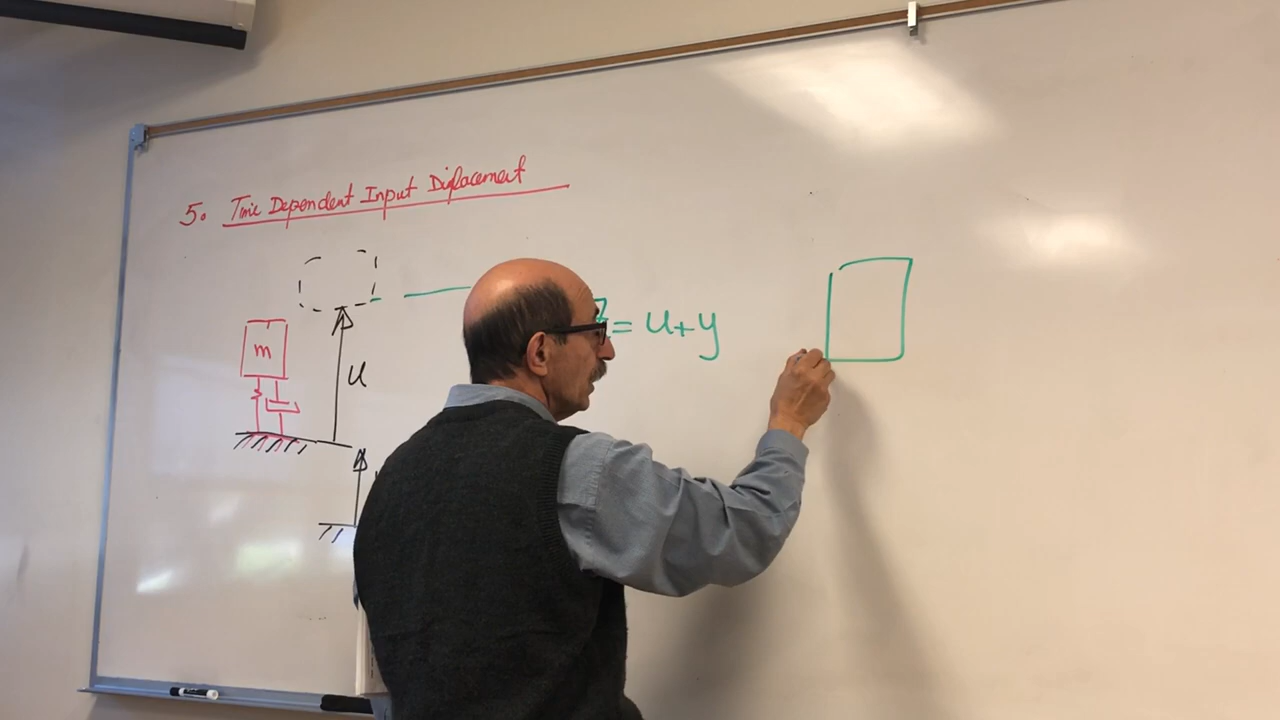 5. Time Dependent Input Displacement
z = u+y
m
u